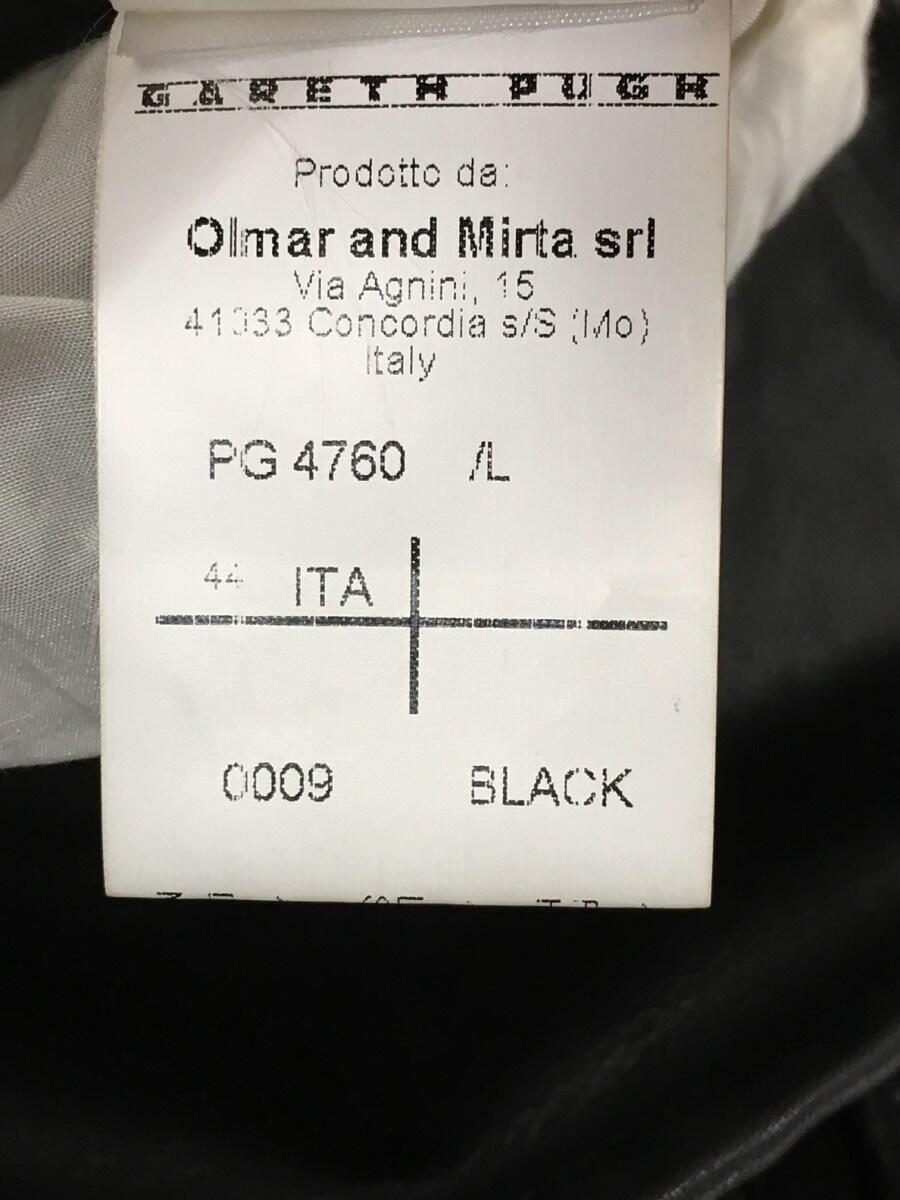 GARETH PUGH
Prodotto da:
Olmar and Mirta srl
Via Agnini, 15
41033 Concordia s/S (Mo)
Italy
PG 4760 /L
44 ITA
0009 BLACK